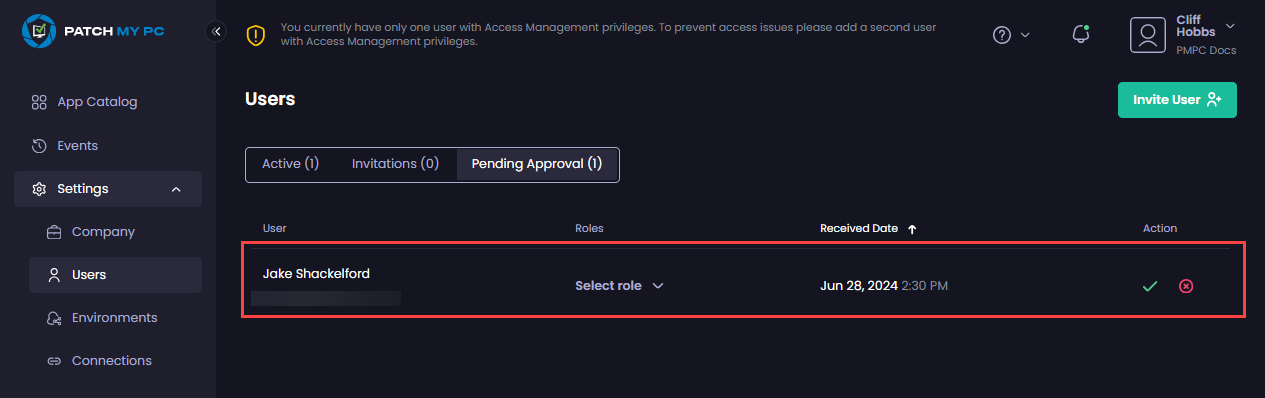 PATCH MY PC
You currently have only one user with Access Management privileges. To prevent access issues please add a second user
with Access Management privileges.
Cliff
Hobbs
PMPC Docs
App Catalog
Events
Settings
Company
Users
Environments
Connections
Users
Invite User
Active (1)
Invitations (0)
Pending Approval (1)
User
Roles
Received Date
Action
Jake Shackelford
Select role
Jun 28, 2024 2:30 PM